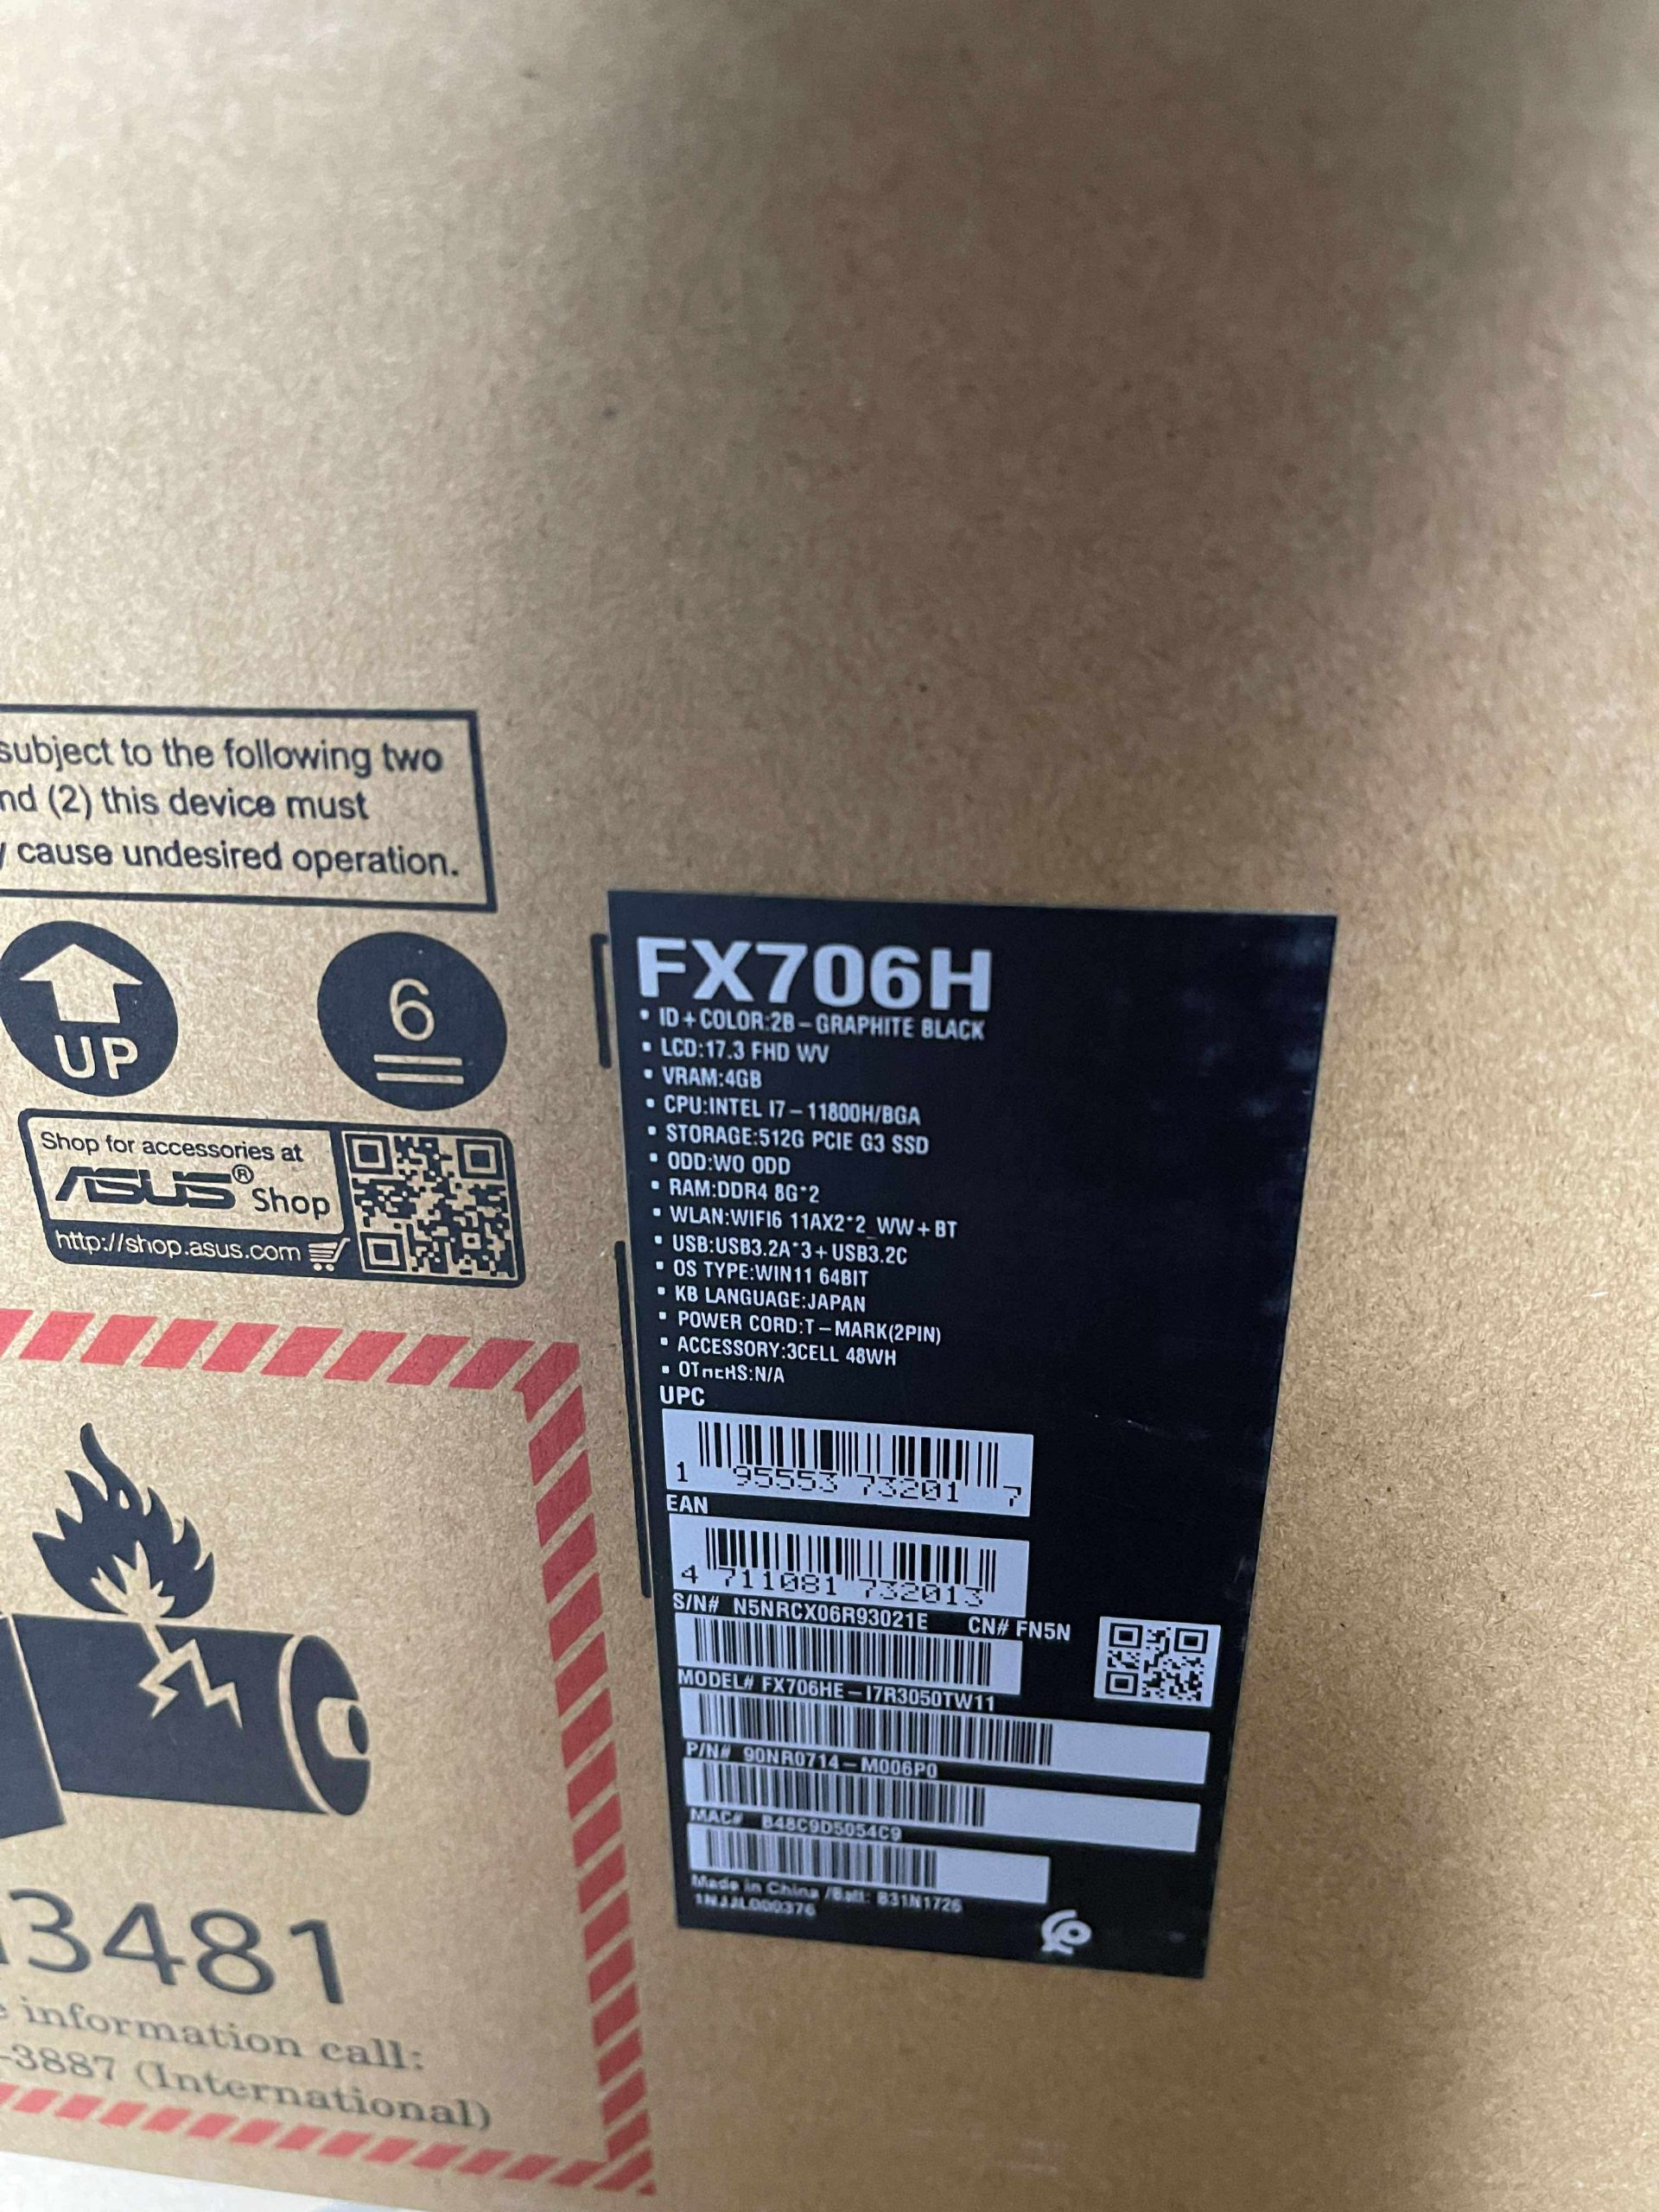 subject to the following two
nd (2) this device must
y cause undesired operation.
UP
6
Shop for accessories at
ASUS® Shop
http://shop.asus.com
FX706H
• ID+COLOR:2B-GRAPHITE BLACK
• LCD:17.3 FHD WV
• VRAM:4GB
• CPU:INTEL I7-11800H/BGA
• STORAGE:512G PCIE G3 SSD
• ODD:WO ODD
• RAM:DDR4 8G*2
• WLAN:WIFI6 11AX2*2_WW+BT
• USB:USB3.2A*3+USB3.2C
• OS TYPE:WIN11 64BIT
• KB LANGUAGE:JAPAN
• POWER CORD:T-MARK(2PIN)
• ACCESSORY:3CELL 48WH
• OTHERS:N/A
UPC
1 95553 73201 7
EAN
4 711081 732013
S/N# N5NRCX06R93021E CN# FN5N
MODEL# FX706HE-I7R3050TW11
P/N# 90NR0714-M006P0
MAC# B48C9D5054C9
Made in China /Batt: B31N1726
1NJJL000376
3481
information call:
-3887 (International)